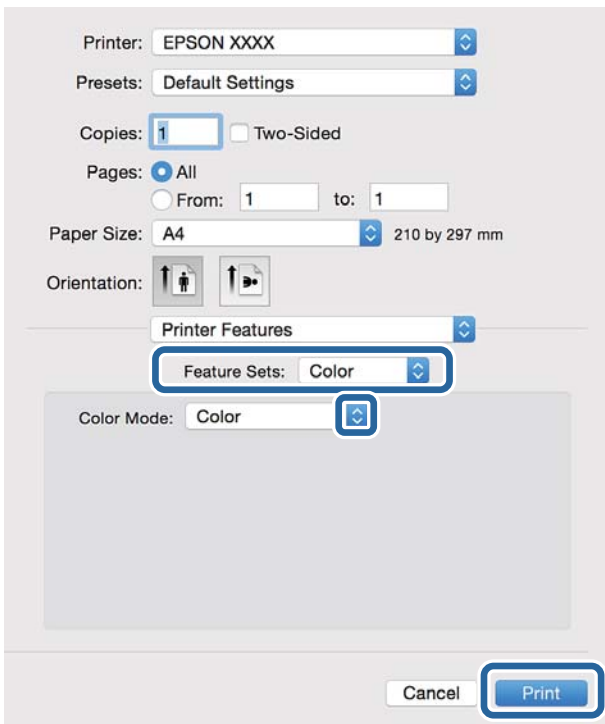 Printer: EPSON XXXX
Presets: Default Settings
Copies: 1 Two-Sided
Pages: All
From: 1 to: 1
Paper Size: A4 210 by 297 mm
Orientation:
Printer Features
Feature Sets: Color
Color Mode: Color
Cancel Print